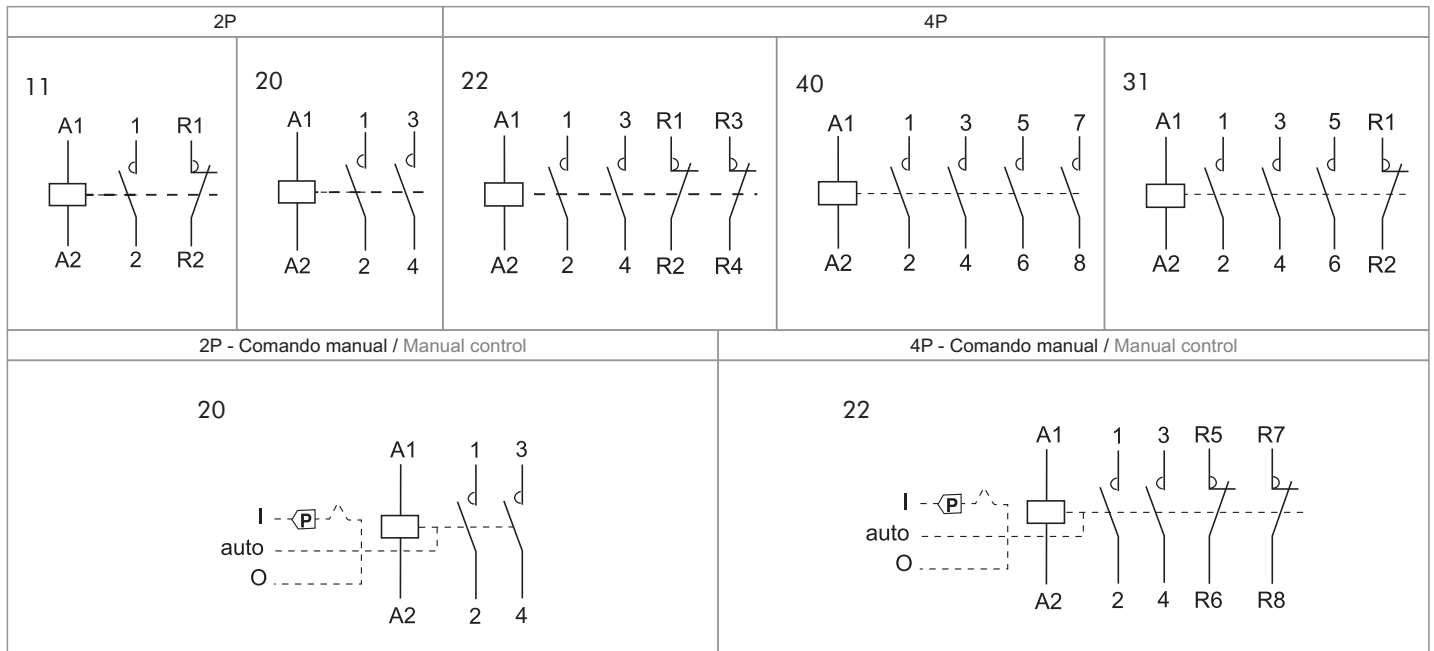 2P
4P
11
A1 1 R1
A2 2 R2
20
A1 1 3
A2 2 4
22
A1 1 3 R1 R3
A2 2 4 R2 R4
40
A1 1 3 5 7
A2 2 4 6 8
31
A1 1 3 5 R1
A2 2 4 6 R2
2P - Comando manual / Manual control
4P - Comando manual / Manual control
20
A1 1 3
I P
auto
O
A2 2 4
22
A1 1 3 R5 R7
I P
auto
O
A2 2 4 R6 R8